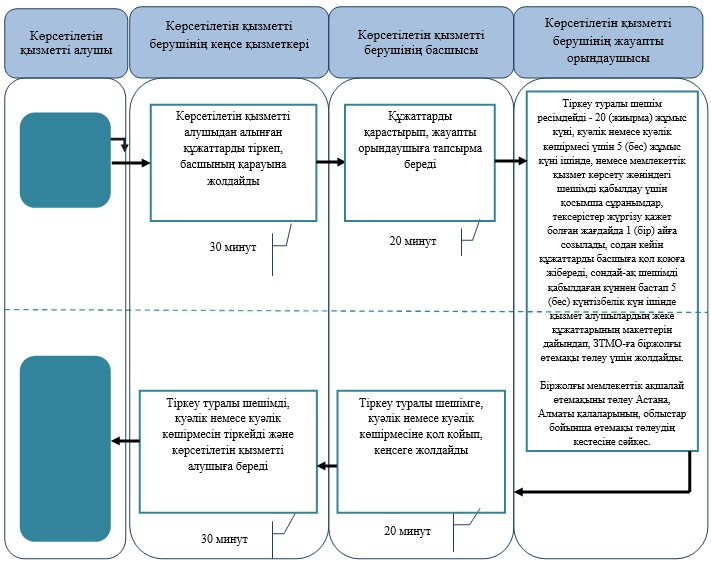 Көрсетілетін
қызметті алушы
Көрсетілетін қызметті
берушінің кеңсе қызметкері
Көрсетілетін қызметті
берушінің басшысы
Көрсетілетін қызметті
берушінің жауапты
орындаушысы
Көрсетілетін қызметті
алушыдан алынған
құжаттарды тіркеп,
басшының қарауына
жолдайды
30 минут
Құжаттарды
қарастырып, жауапты
орындаушыға тапсырма
береді
20 минут
Тіркеу туралы шешім
ресімдейді - 20 (жиырма) жұмыс
күні, куәлік немесе куәлік
көшірмесі үшін 5 (бес) жұмыс
күні ішінде, немесе мемлекеттік
қызмет көрсету жөніндегі
шешімді қабылдау үшін
қосымша сұранымдар,
тексерістер жүргізу қажет
болған жағдайда 1 (бір) айға
созылады, содан кейін
құжаттарды басшыға қол қоюға
жібереді, сондай-ақ шешімді
қабылдаған күннен бастап 5
(бес) күнтізбелік күн ішінде
қызмет алушылардың жеке
құжаттарының макеттерін
дайындап, ЗТМО-ға біржолғы
өтемақы төлеу үшін жолдайды.
Біржолғы мемлекеттік ақшалай
өтемақыны төлеу Астана,
Алматы қалаларының, облыстар
бойынша өтемақы төлеудің
кестесіне сәйкес.
Тіркеу туралы шешімді,
куәлік немесе куәлік
көшірмесін тіркейді және
көрсетілетін қызметті
алушыға береді
30 минут
Тіркеу туралы шешімге,
куәлік немесе куәлік
көшірмесіне қол қойып,
кеңсеге жолдайды
20 минут